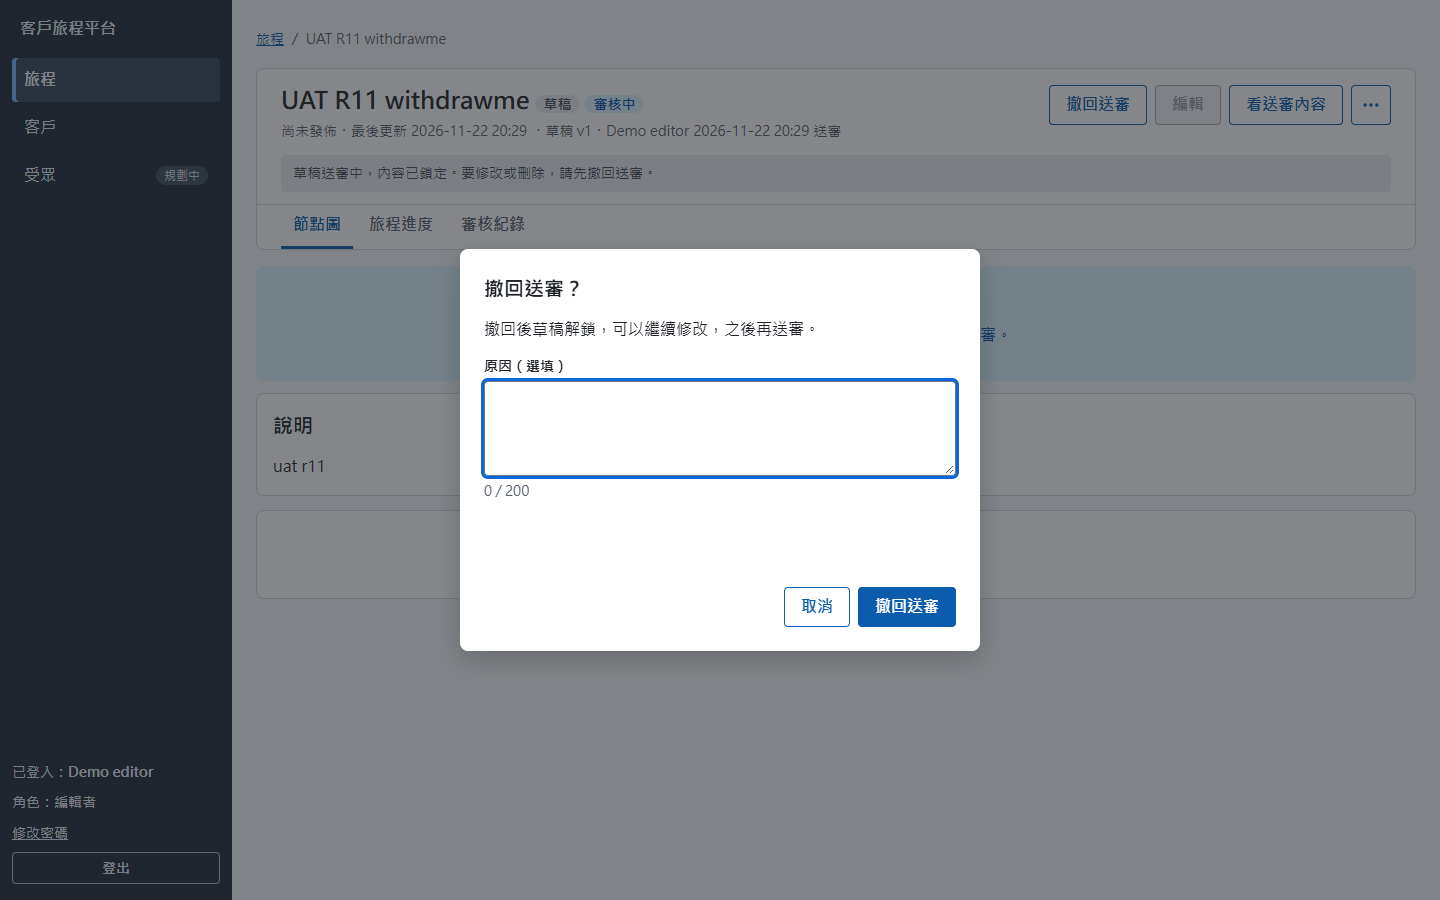 客戶旅程平台
旅程
客戶
受眾 規劃中
已登入：Demo editor
角色：編輯者
修改密碼
登出
旅程 / UAT R11 withdrawme
UAT R11 withdrawme 草稿 審核中
撤回送審 編輯 看送審內容 ···
尚未發佈 · 最後更新 2026-11-22 20:29 · 草稿 v1 · Demo editor 2026-11-22 20:29 送審
草稿送審中，內容已鎖定。要修改或刪除，請先撤回送審。
節點圖 旅程進度 審核紀錄
審。
說明
uat r11
撤回送審？
撤回後草稿解鎖，可以繼續修改，之後再送審。
原因（選填）
0 / 200
取消 撤回送審